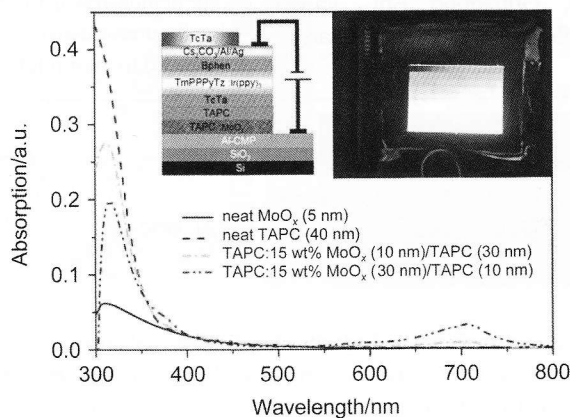 0.4
0.3
0.2
0.1
0.0
Absorption/a.u.
TcTa
Cs₂CO₃/Al/Ag
Bphen
TmPPPyTz Ir(ppy)₃
TcTa
TAPC
TAPC MoOₓ
Al-CMP
SiO₂
Si
neat MoOₓ (5 nm)
neat TAPC (40 nm)
TAPC:15 wt% MoOₓ (10 nm)/TAPC (30 nm)
TAPC:15 wt% MoOₓ (30 nm)/TAPC (10 nm)
300 400 500 600 700 800
Wavelength/nm